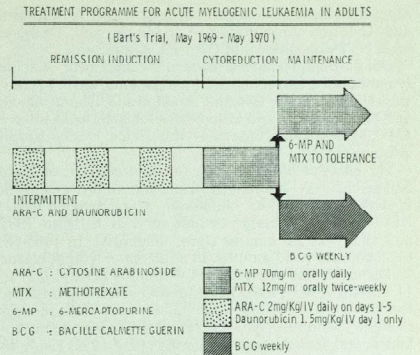 TREATMENT PROGRAMME FOR ACUTE MYELOGENIC LEUKAEMIA IN ADULTS
(Bart's Trial, May 1969 - May 1970)
REMISSION INDUCTION CYTOREDUCTION MAINTENANCE
6-MP AND
MTX TO TOLERANCE
INTERMITTENT
ARA-C AND DAUNORUBICIN
BCG WEEKLY
ARA-C : CYTOSINE ARABINOSIDE
MTX : METHOTREXATE
6-MP : 6-MERCAPTOPURINE
BCG : BACILLE CALMETTE GUERIN
6-MP 70mg/m orally daily
MTX 12mg/m orally twice-weekly
ARA-C 2mg/Kg/IV daily on days 1-5
Daunorubicin 1.5mg/Kg/IV day 1 only
BCG weekly